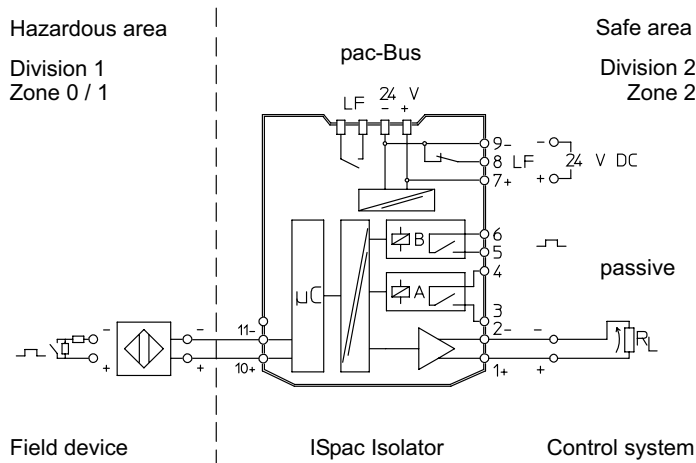 Hazardous area
Safe area
Division 1
Zone 0 / 1
Division 2
Zone 2
pac-Bus
LF 24 V
- +
9-
8 LF
7+
- 24 V DC
+
B
6
5
A
4
3
passive
µC
11-
10+
- -
+ +
2- -
1+ +
RL
Field device
ISpac Isolator
Control system